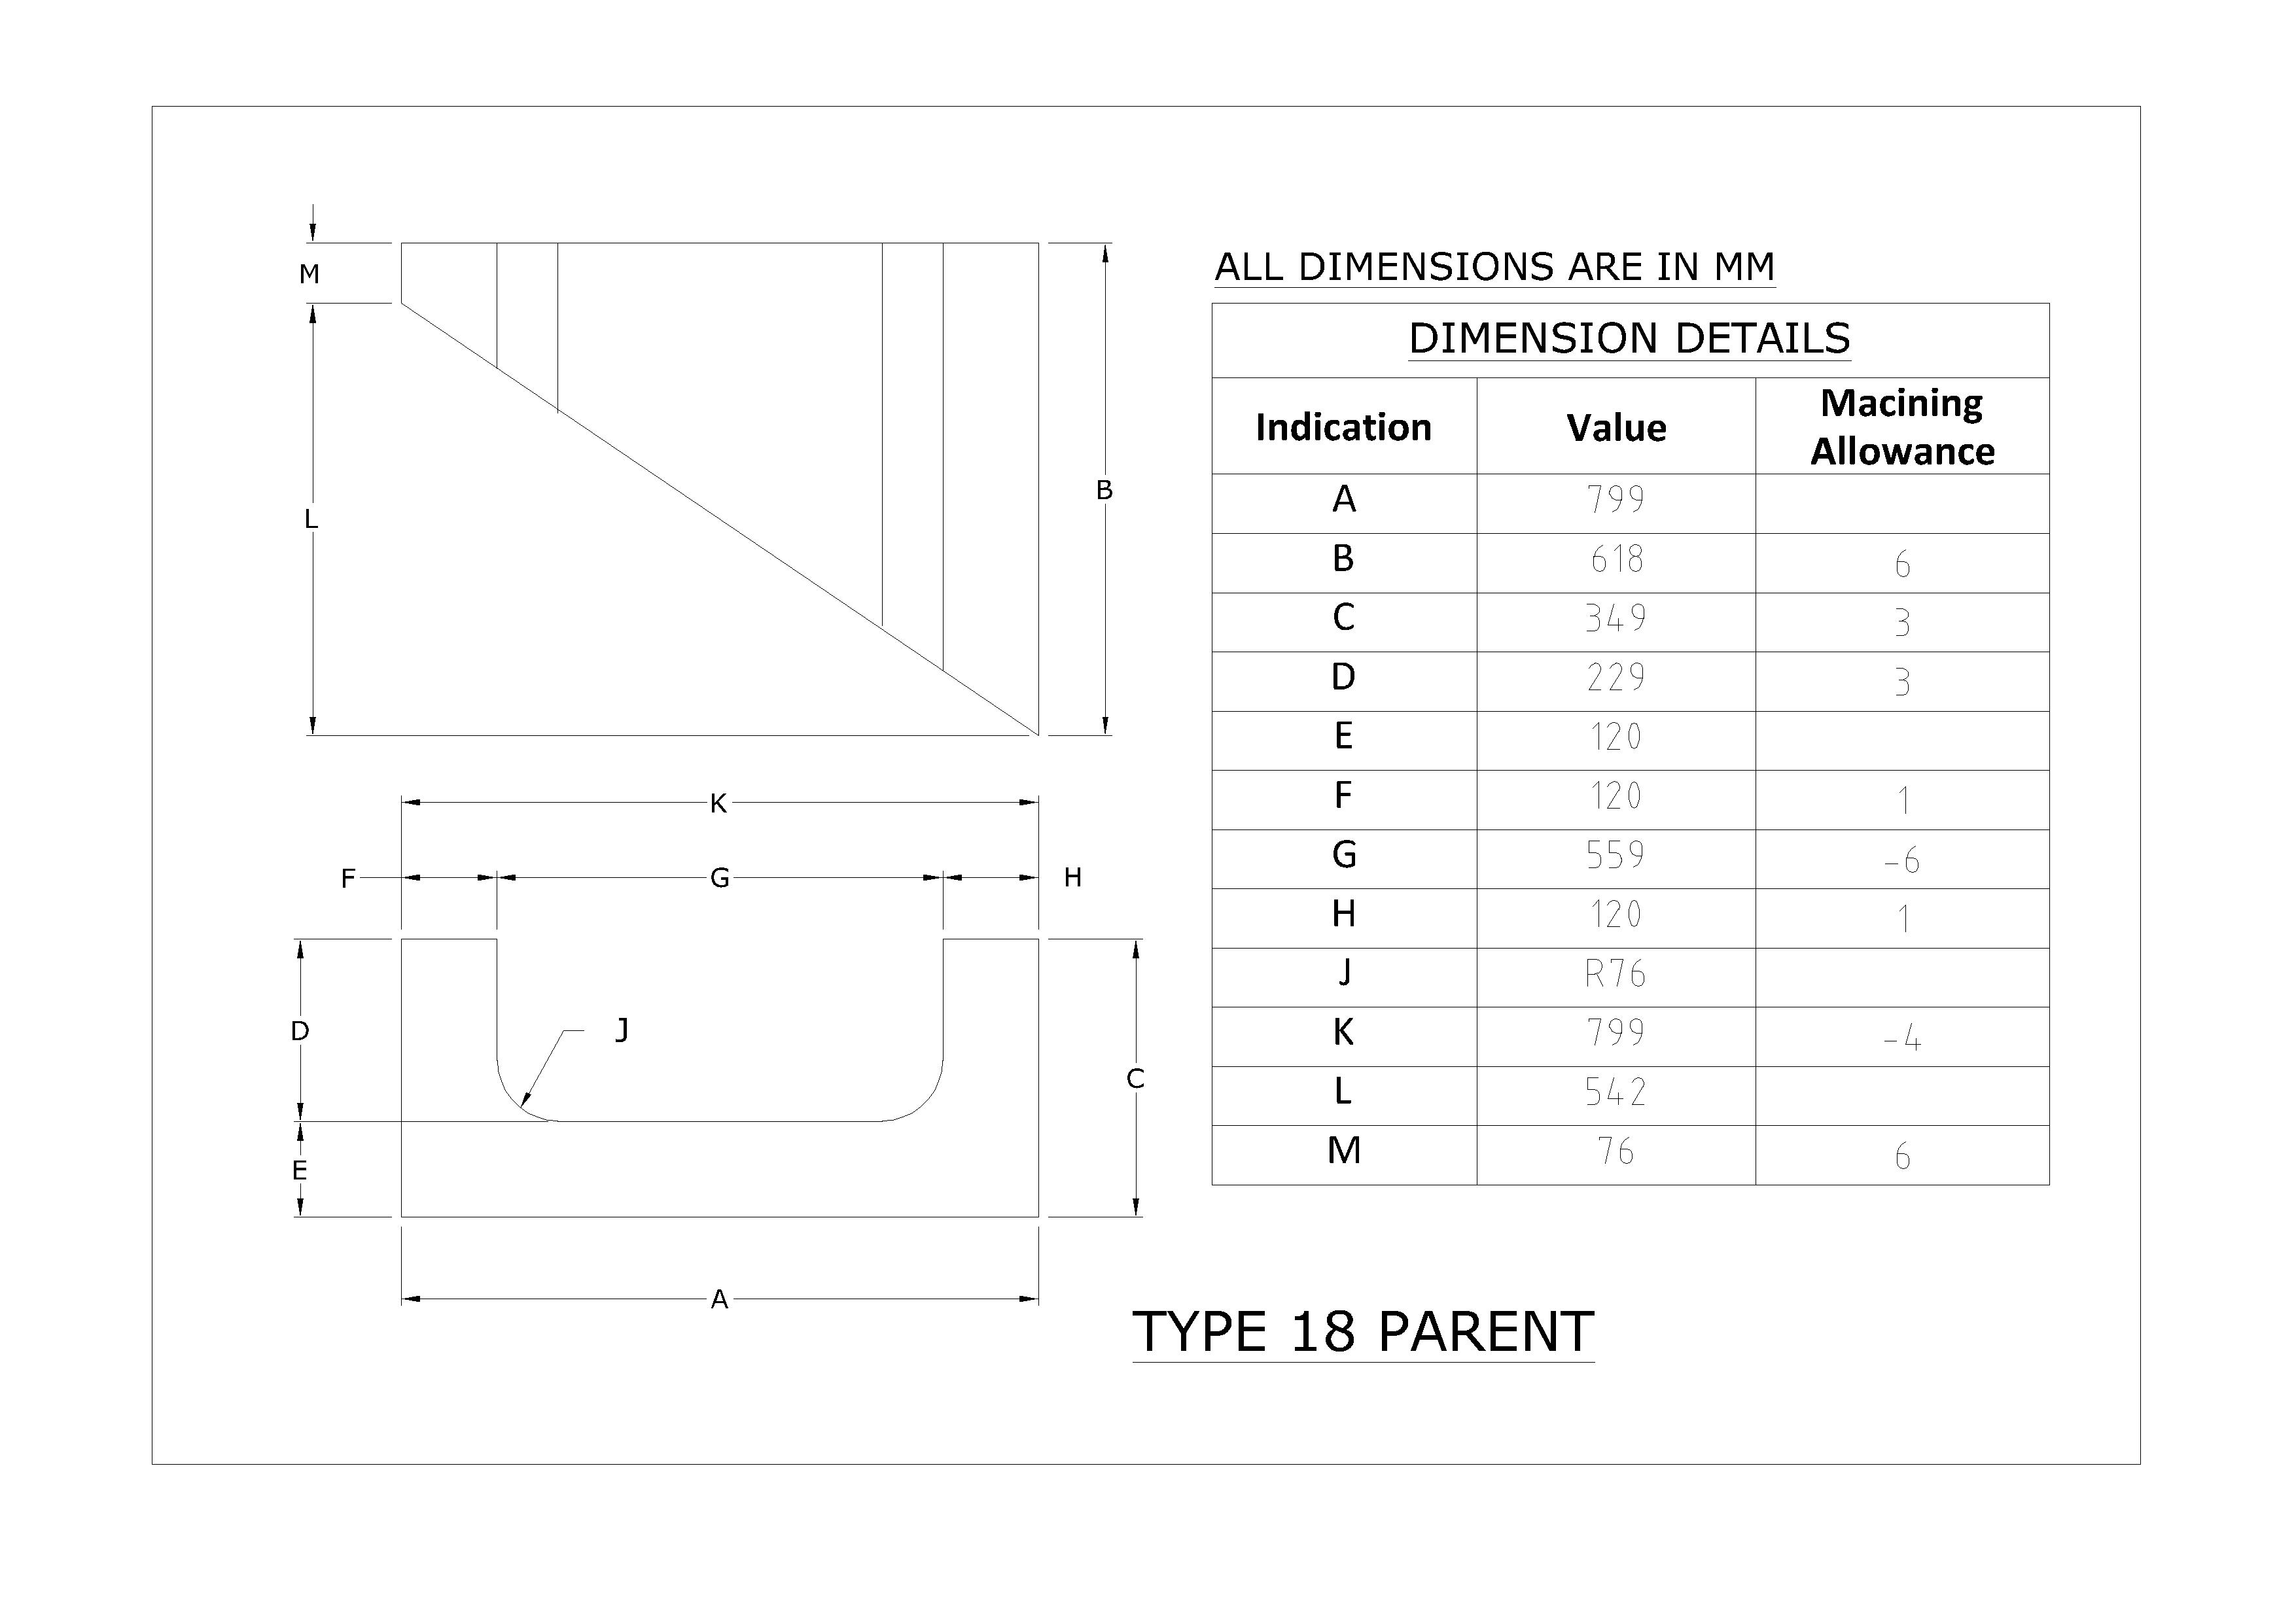 ALL DIMENSIONS ARE IN MM
DIMENSION DETAILS
Indication Value Macining Allowance
A 799
B 618 6
C 349 3
D 229 3
E 120
F 120 1
G 559 -6
H 120 1
J R76
K 799 -4
L 542
M 76 6
M
L
B
K
F G H
D
J
C
E
A
TYPE 18 PARENT